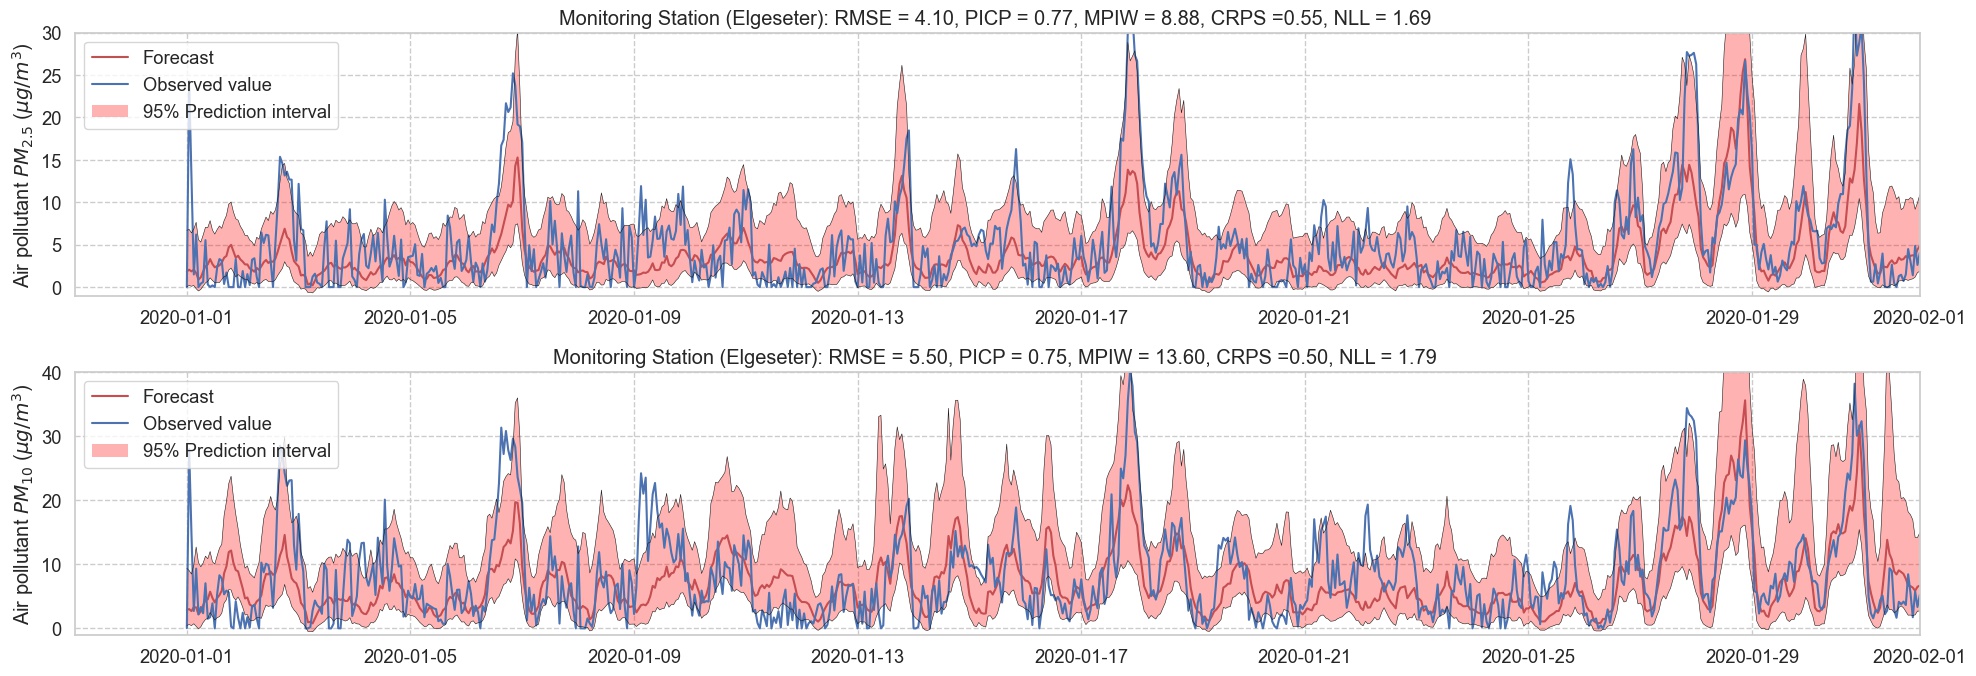 Monitoring Station (Elgeseter): RMSE = 4.10, PICP = 0.77, MPIW = 8.88, CRPS =0.55, NLL = 1.69
Air pollutant PM2.5 (μg/m3)
30
25
20
15
10
5
0
Forecast
Observed value
95% Prediction interval
2020-01-01 2020-01-05 2020-01-09 2020-01-13 2020-01-17 2020-01-21 2020-01-25 2020-01-29 2020-02-01
Monitoring Station (Elgeseter): RMSE = 5.50, PICP = 0.75, MPIW = 13.60, CRPS =0.50, NLL = 1.79
Air pollutant PM10 (μg/m3)
40
30
20
10
0
Forecast
Observed value
95% Prediction interval
2020-01-01 2020-01-05 2020-01-09 2020-01-13 2020-01-17 2020-01-21 2020-01-25 2020-01-29 2020-02-01